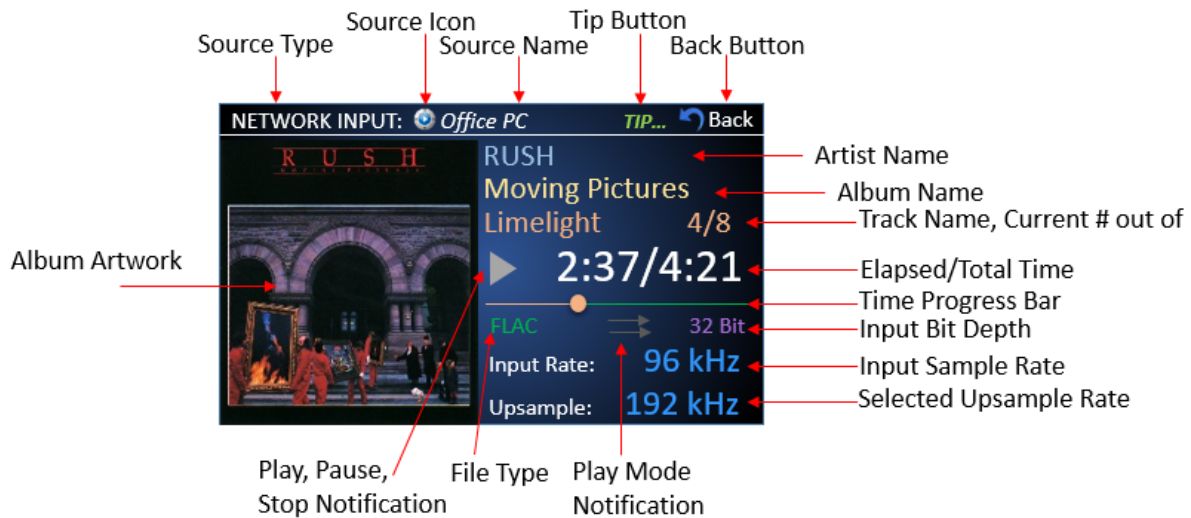 Source Icon
Tip Button
Source Type
Source Name
Back Button
NETWORK INPUT: Office PC TIP... Back
RUSH
RUSH
Artist Name
MOVING PICTURES
Moving Pictures
Album Name
Limelight 4/8
Track Name, Current # out of
Album Artwork
2:37/4:21
Elapsed/Total Time
Time Progress Bar
FLAC
32 Bit
Input Bit Depth
Input Rate: 96 kHz
Input Sample Rate
Upsample: 192 kHz
Selected Upsample Rate
Play, Pause,
Stop Notification
File Type
Play Mode
Notification